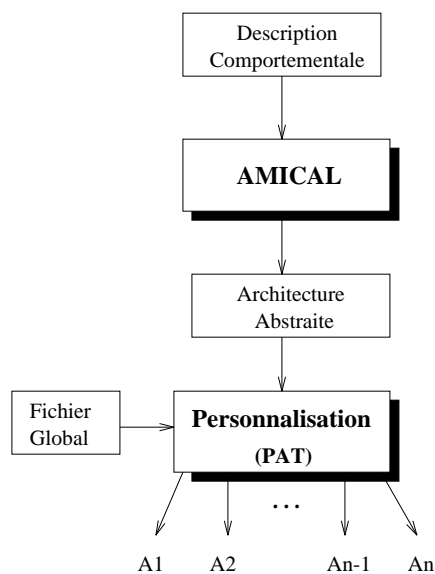 Description
Comportementale
AMICAL
Architecture
Abstraite
Fichier
Global
Personnalisation
(PAT)
...
A1 A2 An-1 An